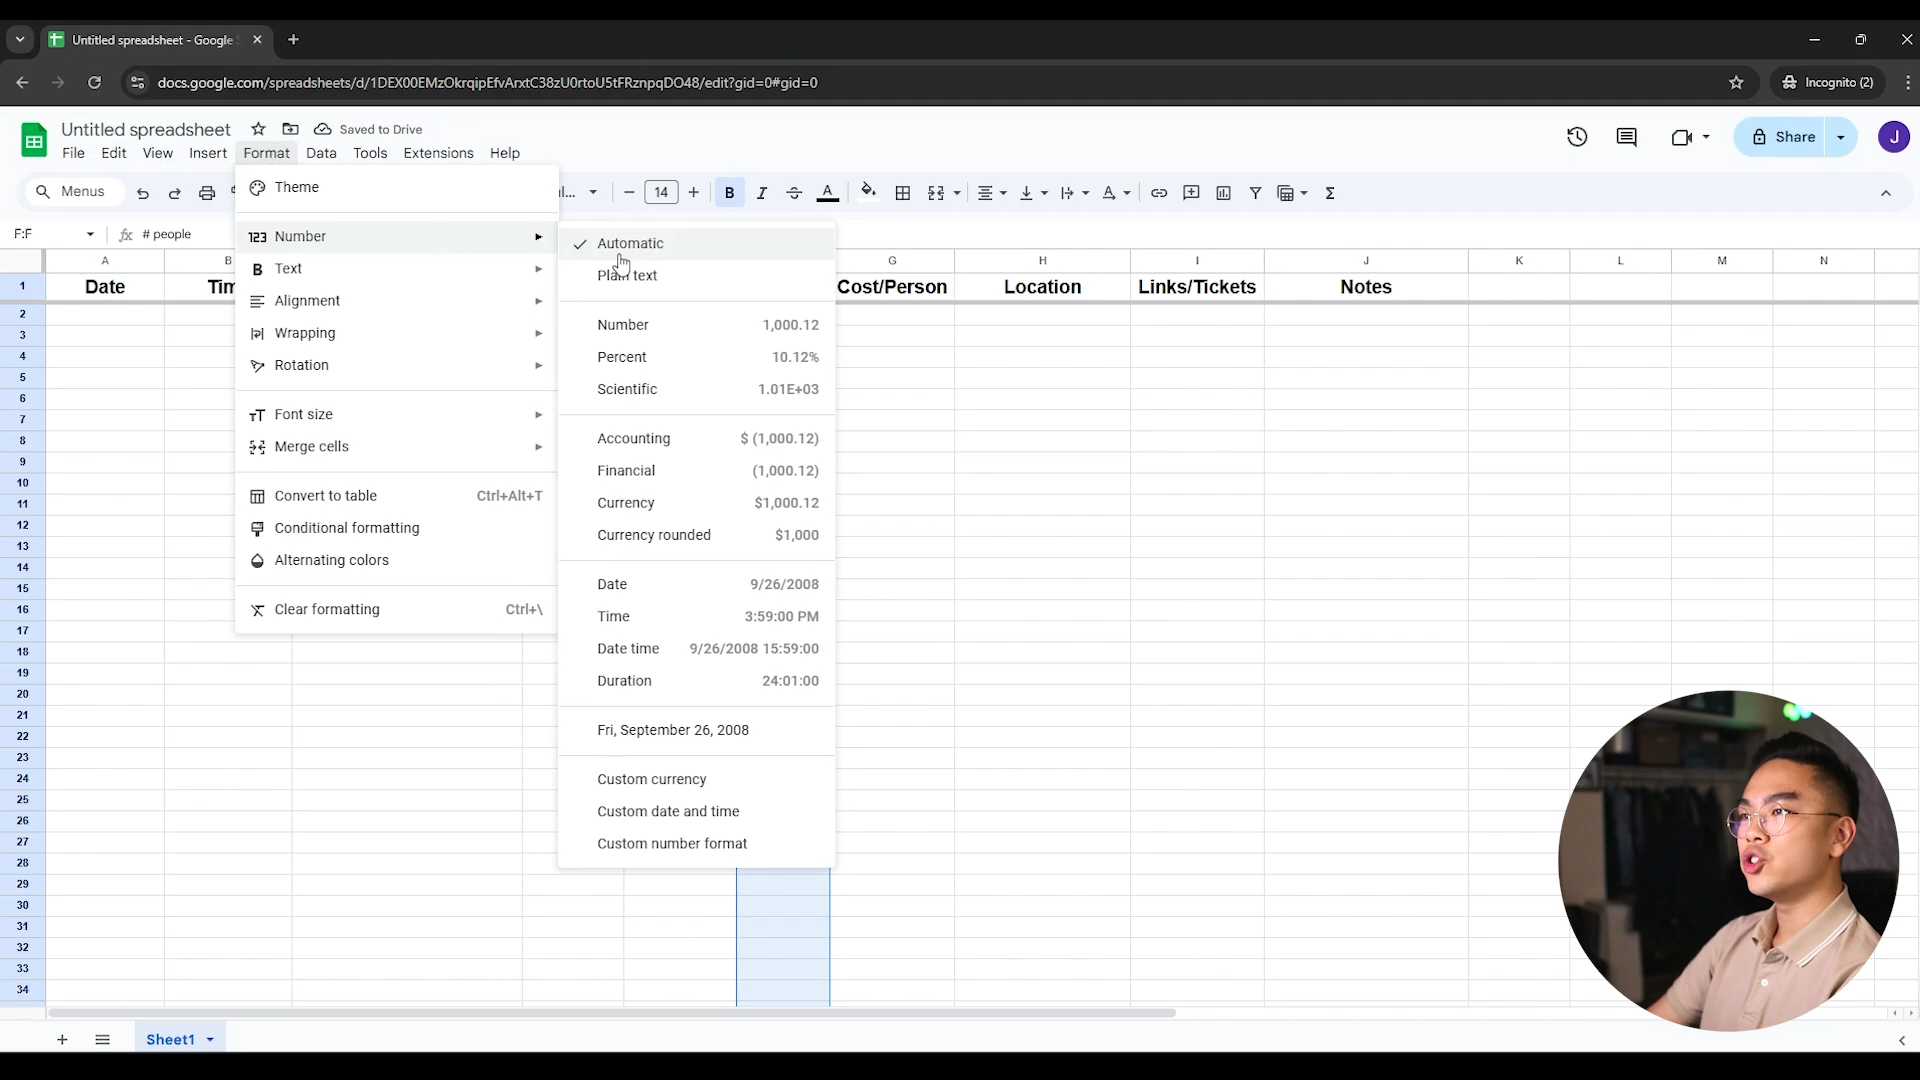 Untitled spreadsheet - Google S
docs.google.com/spreadsheets/d/1DEX00EMzOkrqipEfvArxtC38zU0rtoU5tFRznpqDO48/edit?gid=0#gid=0
Incognito (2)
Untitled spreadsheet
Saved to Drive
Share
J
File Edit View Insert Format Data Tools Extensions Help
Menus
14
F:F
# people
A B G H I J K L M N
1 Date Tim Cost/Person Location Links/Tickets Notes
2
3
4
5
6
7
8
9
10
11
12
13
14
15
16
17
18
19
20
21
22
23
24
25
26
27
28
29
30
31
32
33
34
Theme
123 Number
Text
Alignment
Wrapping
Rotation
Font size
Merge cells
Convert to table Ctrl+Alt+T
Conditional formatting
Alternating colors
Clear formatting Ctrl+\
Automatic
Plain text
Number 1,000.12
Percent 10.12%
Scientific 1.01E+03
Accounting $ (1,000.12)
Financial (1,000.12)
Currency $1,000.12
Currency rounded $1,000
Date 9/26/2008
Time 3:59:00 PM
Date time 9/26/2008 15:59:00
Duration 24:01:00
Fri, September 26, 2008
Custom currency
Custom date and time
Custom number format
Sheet1